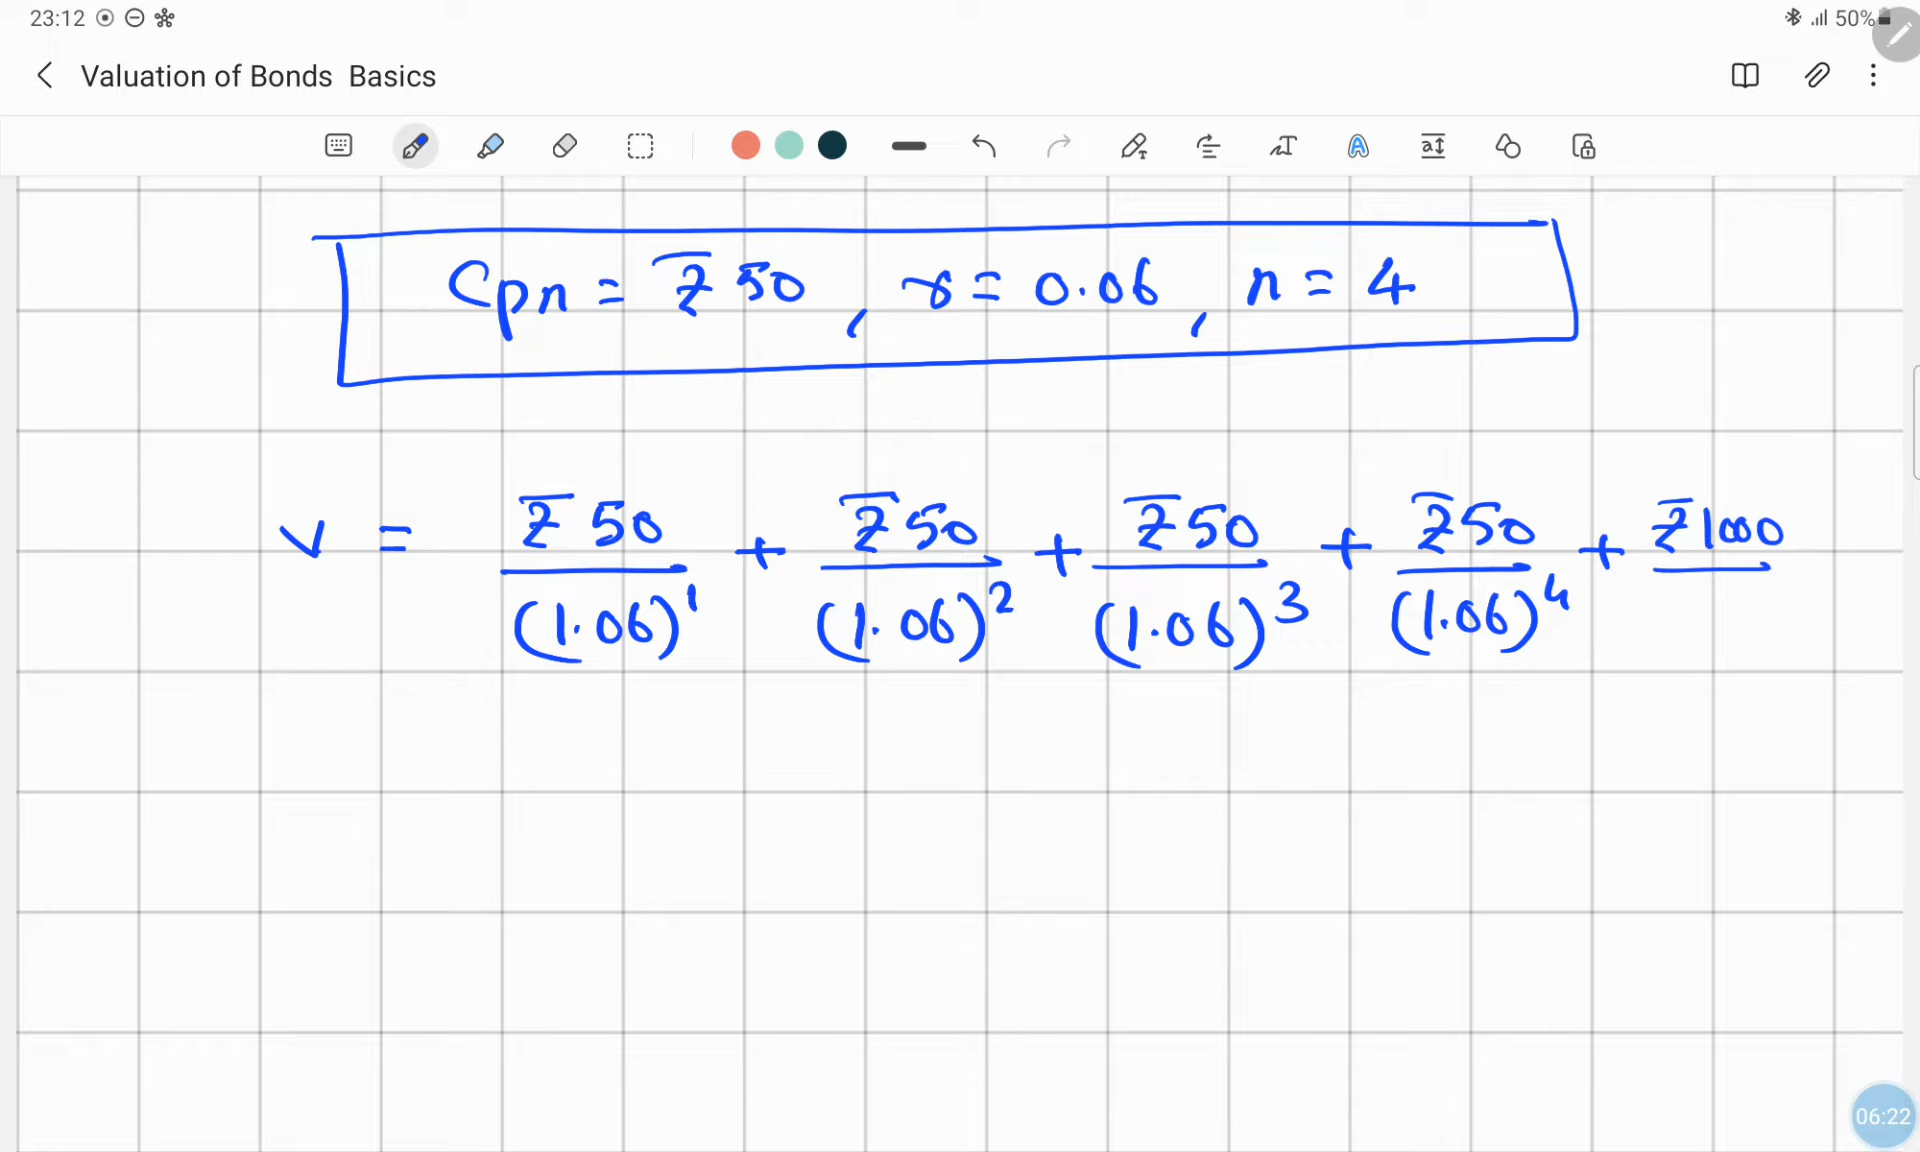 23:12 50%
Valuation of Bonds Basics
Cpn = ₹ 50, r = 0.06, n = 4
V = ₹ 50/(1.06)¹ + ₹ 50/(1.06)² + ₹ 50/(1.06)³ + ₹ 50/(1.06)⁴ + ₹ 1000/
06:22